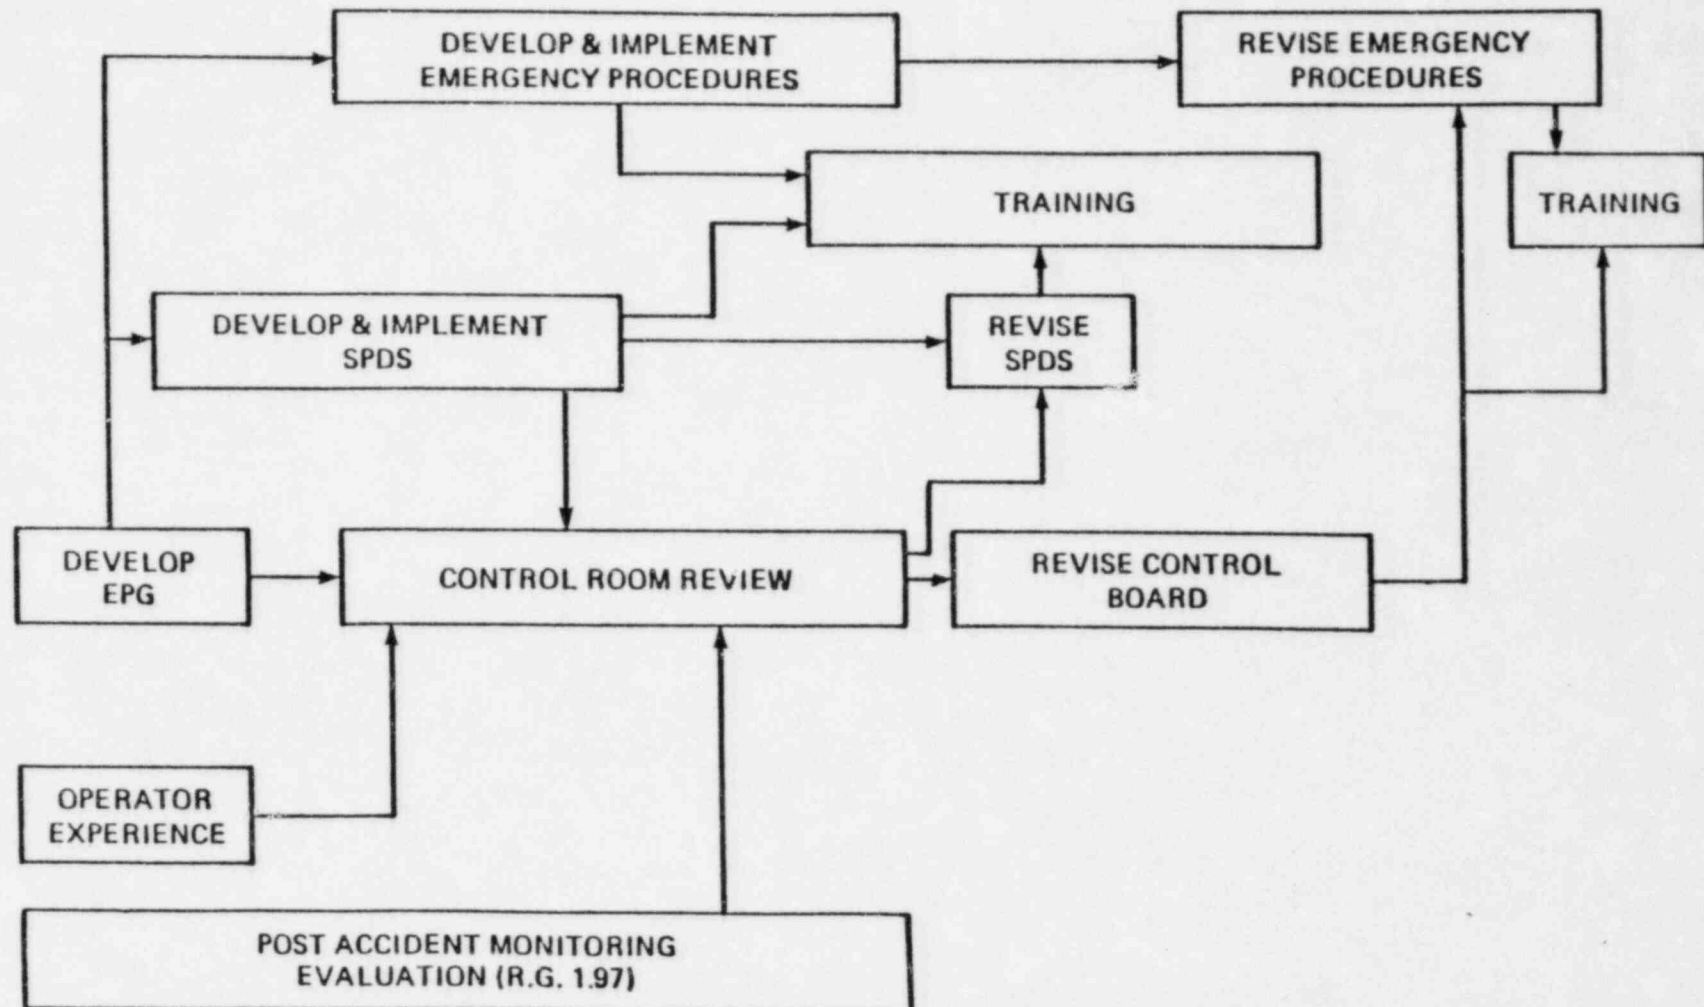 DEVELOP & IMPLEMENT
EMERGENCY PROCEDURES
REVISE EMERGENCY
PROCEDURES
TRAINING
TRAINING
DEVELOP & IMPLEMENT
SPDS
REVISE
SPDS
DEVELOP
EPG
CONTROL ROOM REVIEW
REVISE CONTROL
BOARD
OPERATOR
EXPERIENCE
POST ACCIDENT MONITORING
EVALUATION (R.G. 1.97)